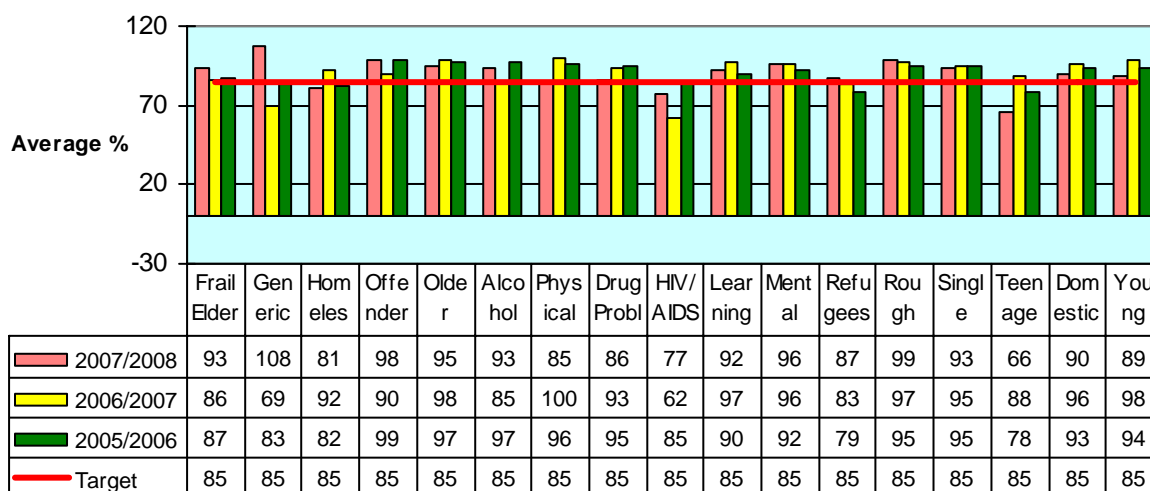 120
70
Average %
20
-30
Frail Gen Hom Offe Olde Alco Phys Drug HIV/ Lear Ment Refu Rou Singl Teen Dom You
Elder eric eles nder r hol ical Probl AIDS ning al gees gh e age estic ng
2007/2008 93 108 81 98 95 93 85 86 77 92 96 87 99 93 66 90 89
2006/2007 86 69 92 90 98 85 100 93 62 97 96 83 97 95 88 96 98
2005/2006 87 83 82 99 97 97 96 95 85 90 92 79 95 95 78 93 94
Target 85 85 85 85 85 85 85 85 85 85 85 85 85 85 85 85 85